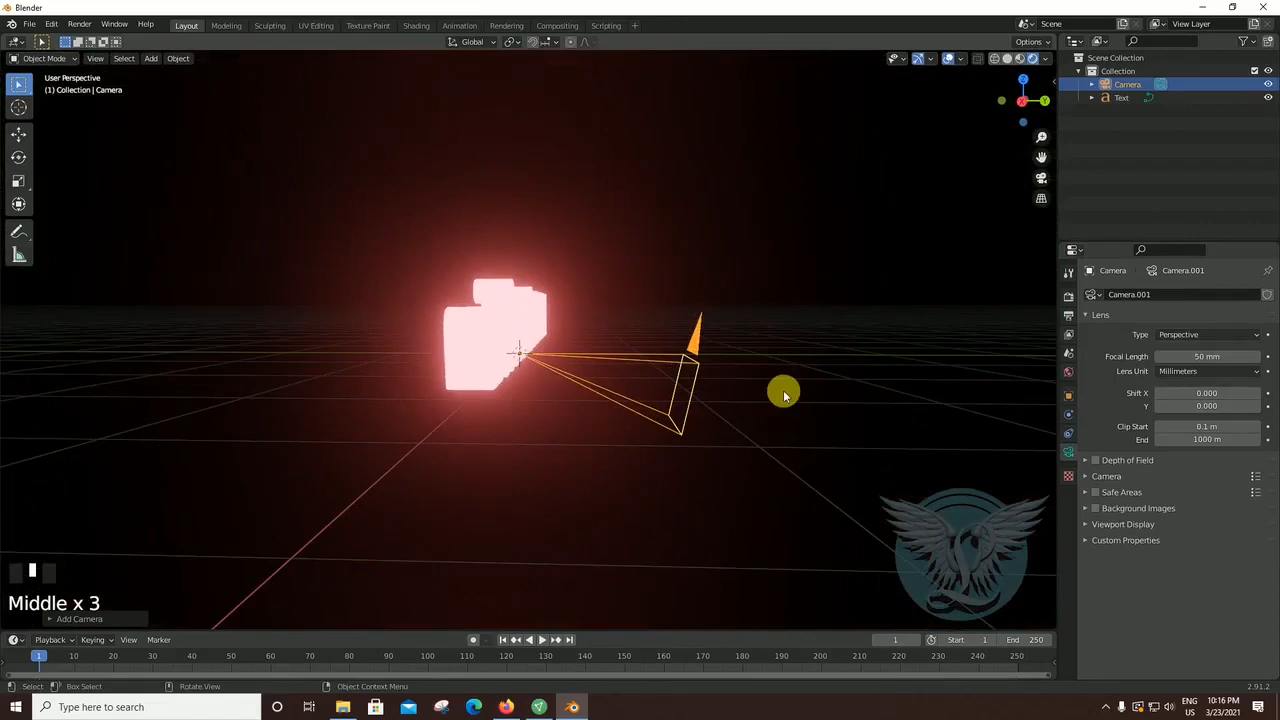 Blender
File Edit Render Window Help
Layout Modeling Sculpting UV Editing Texture Paint Shading Animation Rendering Compositing Scripting +
Scene
View Layer
Global
Options
Object Mode View Select Add Object
User Perspective
(1) Collection | Camera
Z
X
Y
Scene Collection
Collection
Camera
Text
Camera
Camera.001
Camera.001
Lens
Type Perspective
Focal Length 50 mm
Lens Unit Millimeters
Shift X 0.000
Y 0.000
Clip Start 0.1 m
End 1000 m
Depth of Field
Camera
Safe Areas
Background Images
Viewport Display
Custom Properties
Middle x 3
Add Camera
Playback Keying View Marker
1
Start 1
End 250
1 10 20 30 40 50 60 70 80 90 100 110 120 130 140 150 160 170 180 190 200 210 220 230 240 250
Select
Box Select
Rotate View
Object Context Menu
2.91.2
Type here to search
ENG
US
10:16 PM
3/23/2021